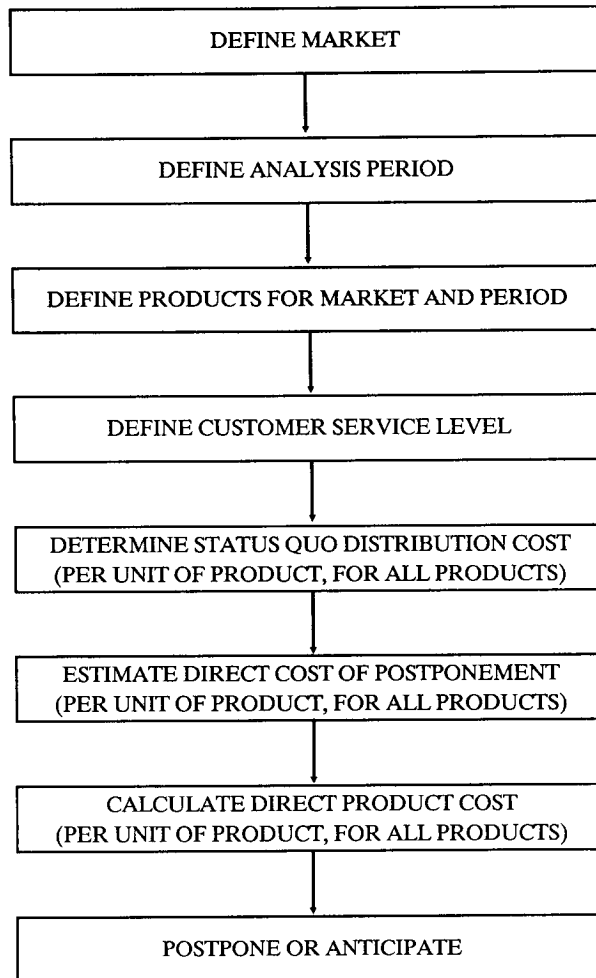 DEFINE MARKET
DEFINE ANALYSIS PERIOD
DEFINE PRODUCTS FOR MARKET AND PERIOD
DEFINE CUSTOMER SERVICE LEVEL
DETERMINE STATUS QUO DISTRIBUTION COST
(PER UNIT OF PRODUCT, FOR ALL PRODUCTS)
ESTIMATE DIRECT COST OF POSTPONEMENT
(PER UNIT OF PRODUCT, FOR ALL PRODUCTS)
CALCULATE DIRECT PRODUCT COST
(PER UNIT OF PRODUCT, FOR ALL PRODUCTS)
POSTPONE OR ANTICIPATE